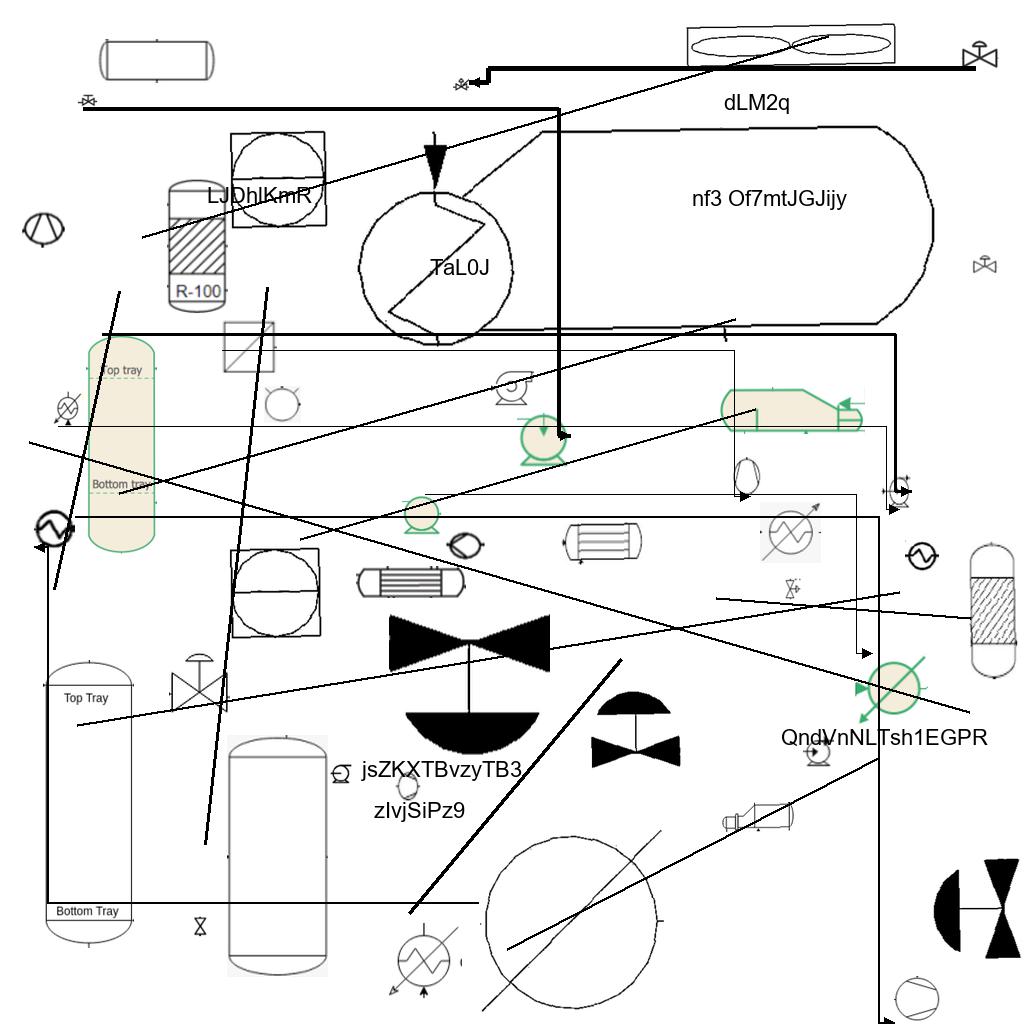 dLM2q
LJDhlKmR
nf3 Of7mtJGJijy
TaL0J
R-100
Top tray
Bottom tray
Top Tray
QndVnNLTsh1EGPR
jsZKXTBvzyTB3
zIvjSiPz9
Bottom Tray